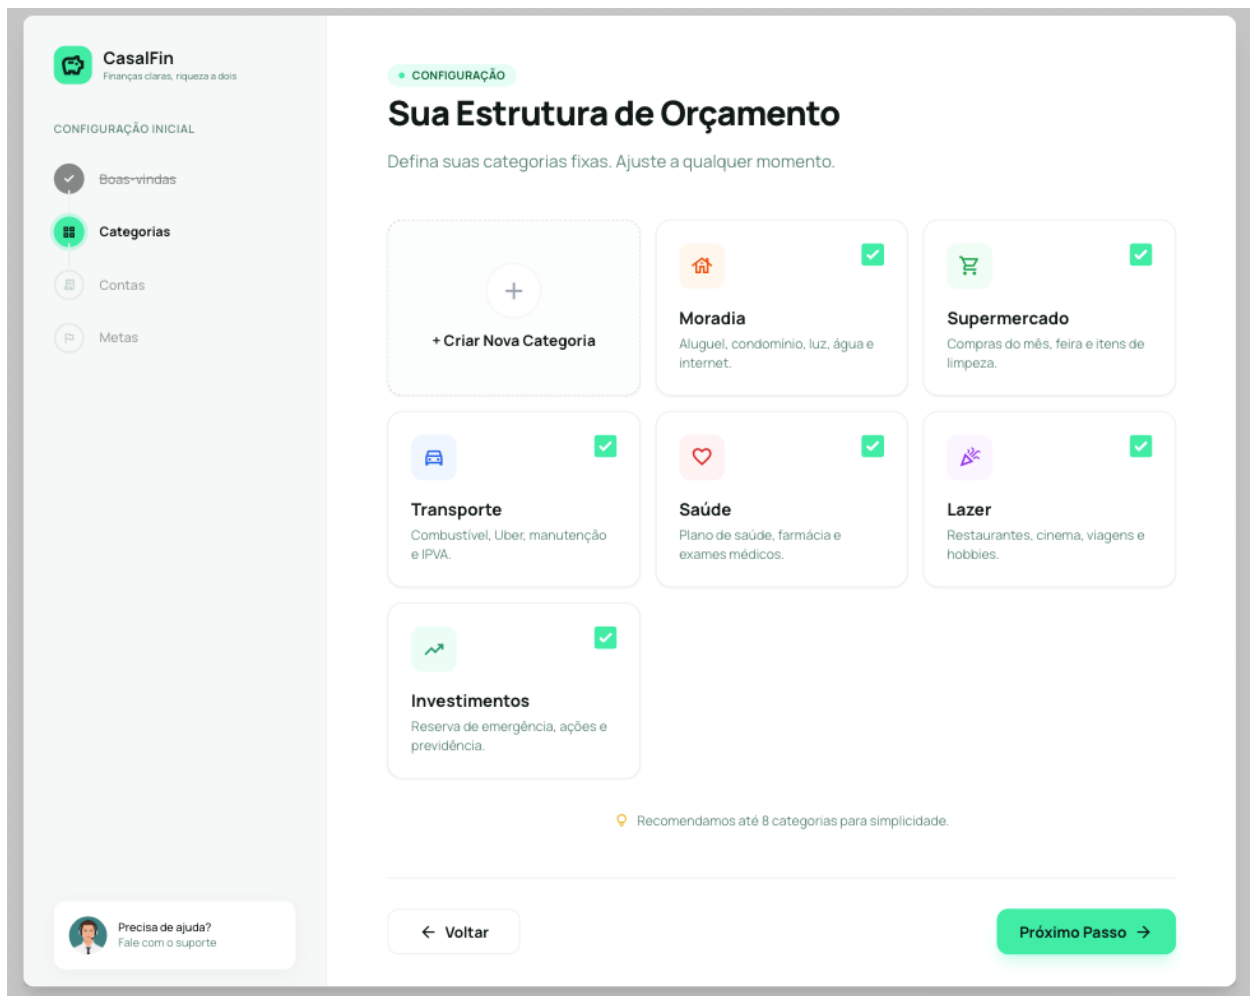 CasalFin
Finanças claras, riqueza a dois
CONFIGURAÇÃO INICIAL
Boas-vindas
Categorias
Contas
Metas
Precisa de ajuda?
Fale com o suporte
CONFIGURAÇÃO
Sua Estrutura de Orçamento
Defina suas categorias fixas. Ajuste a qualquer momento.
+ Criar Nova Categoria
Moradia
Aluguel, condomínio, luz, água e
internet.
Supermercado
Compras do mês, feira e itens de
limpeza.
Transporte
Combustível, Uber, manutenção
e IPVA.
Saúde
Plano de saúde, farmácia e
exames médicos.
Lazer
Restaurantes, cinema, viagens e
hobbies.
Investimentos
Reserva de emergência, ações e
previdência.
Recomendamos até 8 categorias para simplicidade.
← Voltar
Próximo Passo →